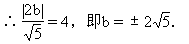 ∴ |2b|/√5 = 4, 即b = ±2√5.